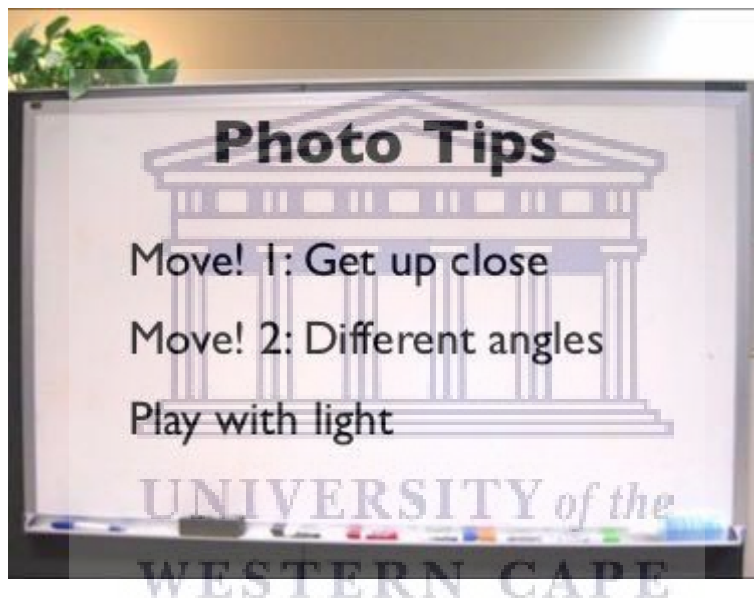 Photo Tips
Move! 1: Get up close
Move! 2: Different angles
Play with light
UNIVERSITY of the
WESTERN CAPE